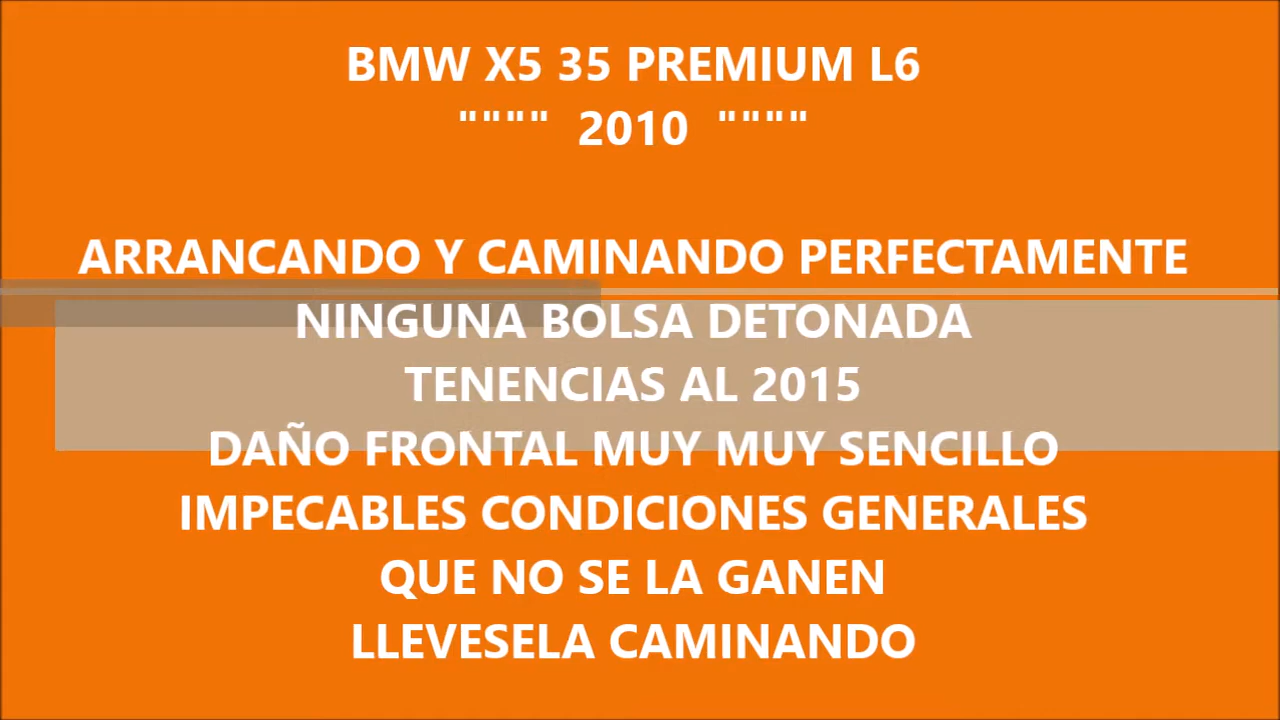 BMW X5 35 PREMIUM L6
"""" 2010 """"
ARRANCANDO Y CAMINANDO PERFECTAMENTE
NINGUNA BOLSA DETONADA
TENENCIAS AL 2015
DAÑO FRONTAL MUY MUY SENCILLO
IMPECABLES CONDICIONES GENERALES
QUE NO SE LA GANEN
LLEVESELA CAMINANDO